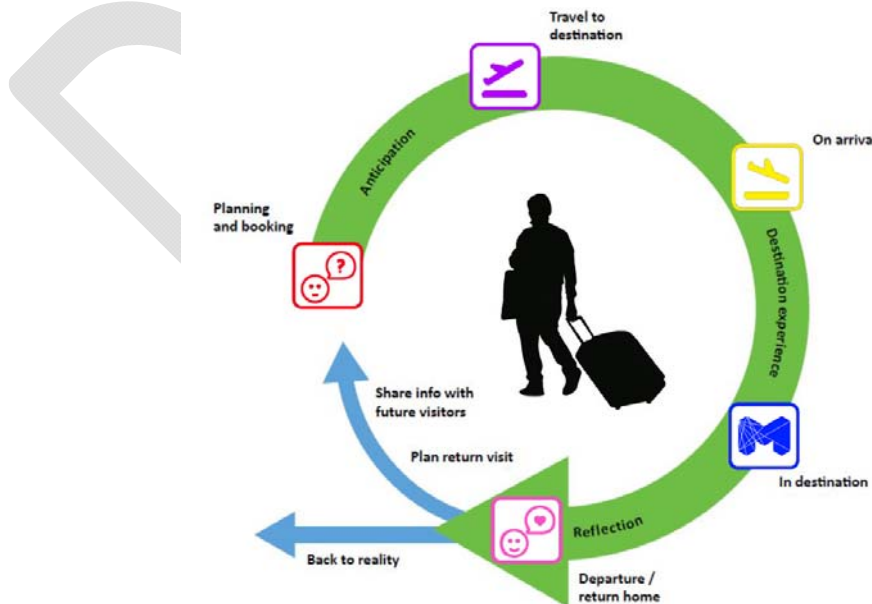 Travel to
destination
On arriva
Anticipation
Planning
and booking
?
Destination experience
Share info with
future visitors
Plan return visit
In destination
Reflection
Back to reality
Departure /
return home